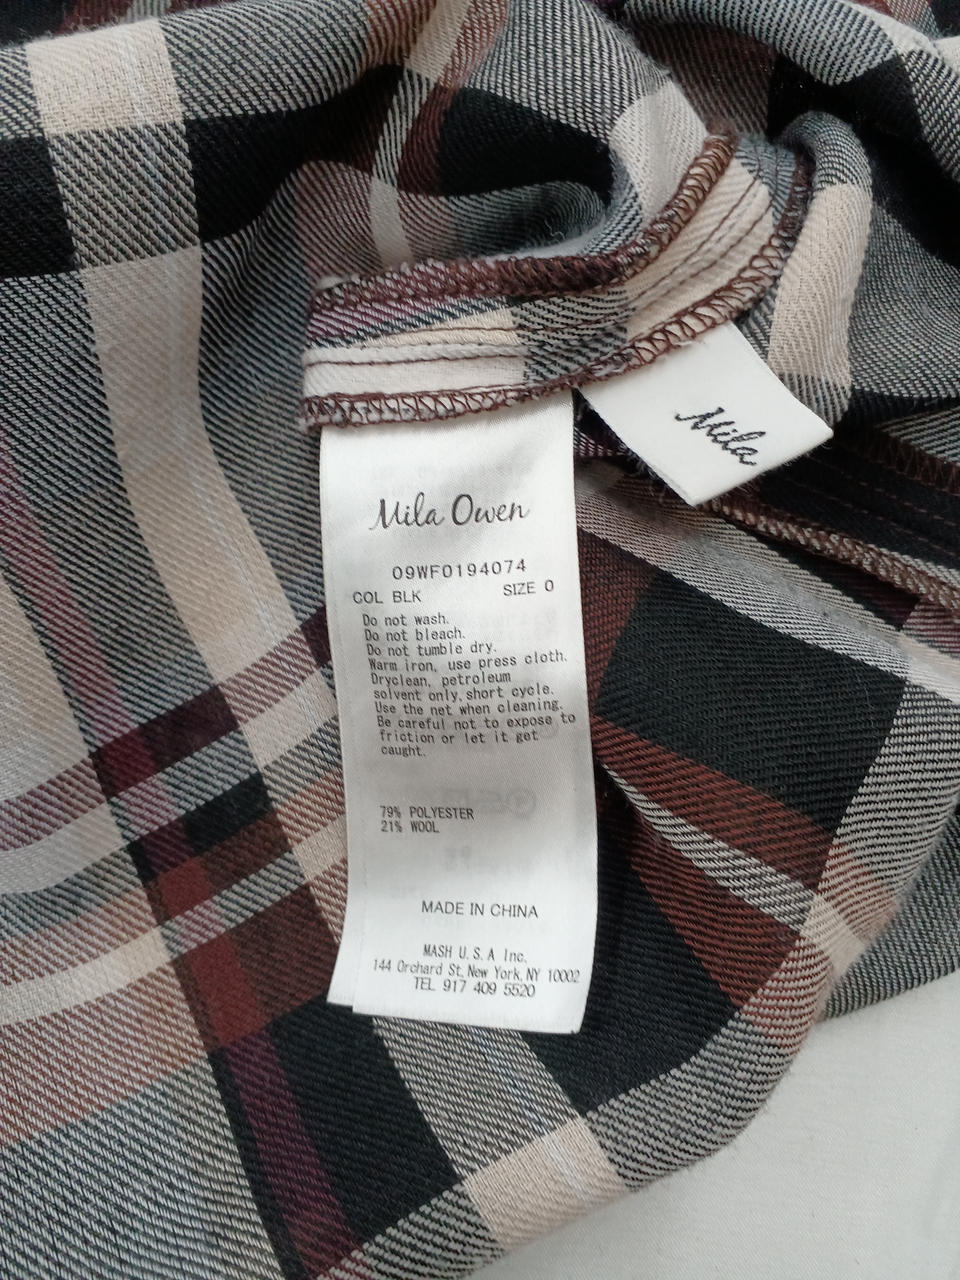 Mila
Mila Owen
09WF0194074
COL BLK SIZE 0
Do not wash.
Do not bleach.
Do not tumble dry.
Warm iron, use press cloth.
Dryclean, petroleum
solvent only, short cycle.
Use the net when cleaning.
Be careful not to expose to
friction or let it get
caught.
79% POLYESTER
21% WOOL
MADE IN CHINA
MASH U.S.A Inc.
144 Orchard St, New York, NY 10002
TEL 917 409 5520